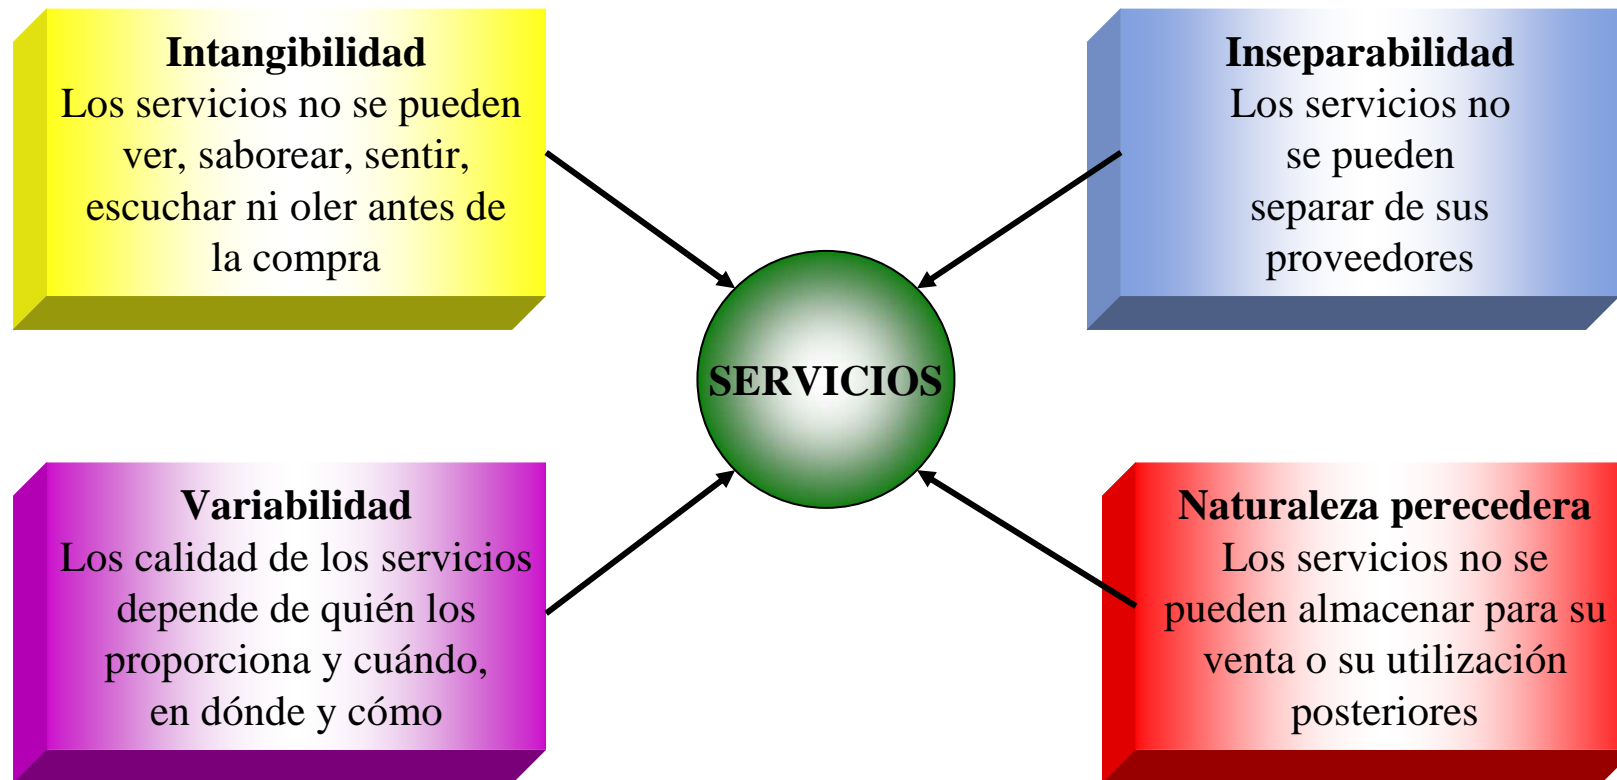 Intangibilidad
Los servicios no se pueden
ver, saborear, sentir,
escuchar ni oler antes de
la compra
Inseparabilidad
Los servicios no
se pueden
separar de sus
proveedores
SERVICIOS
Variabilidad
Los calidad de los servicios
depende de quién los
proporciona y cuándo,
en dónde y cómo
Naturaleza perecedera
Los servicios no se
pueden almacenar para su
venta o su utilización
posteriores